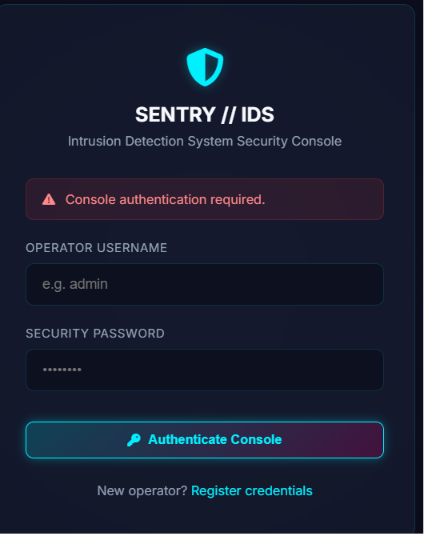 SENTRY // IDS
Intrusion Detection System Security Console
Console authentication required.
OPERATOR USERNAME
e.g. admin
SECURITY PASSWORD
••••••••
Authenticate Console
New operator? Register credentials